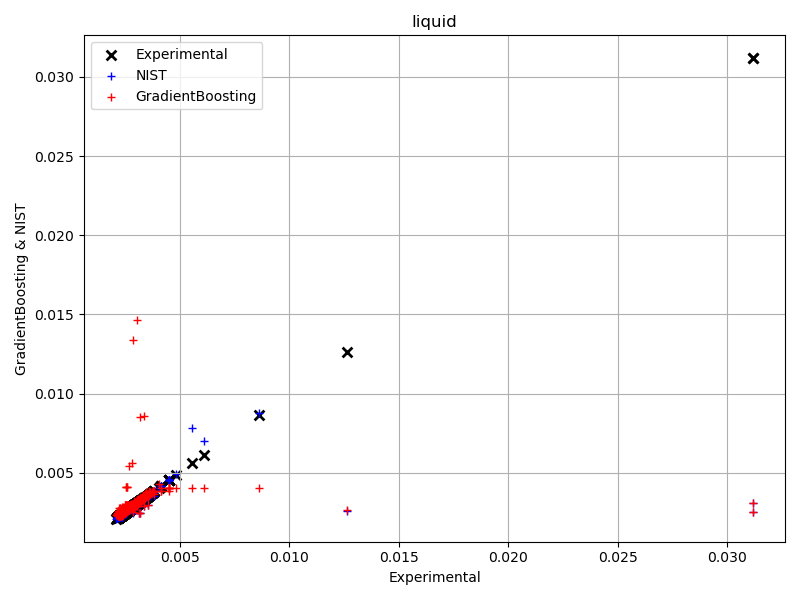 liquid
Experimental
NIST
GradientBoosting
GradientBoosting & NIST
0.030
0.025
0.020
0.015
0.010
0.005
0.005 0.010 0.015 0.020 0.025 0.030
Experimental